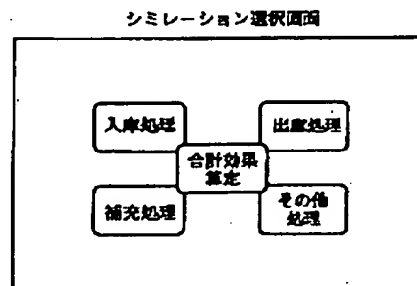 シミレーション選択画面
入庫処理
出庫処理
合計効果
算定
補充処理
その他
処理